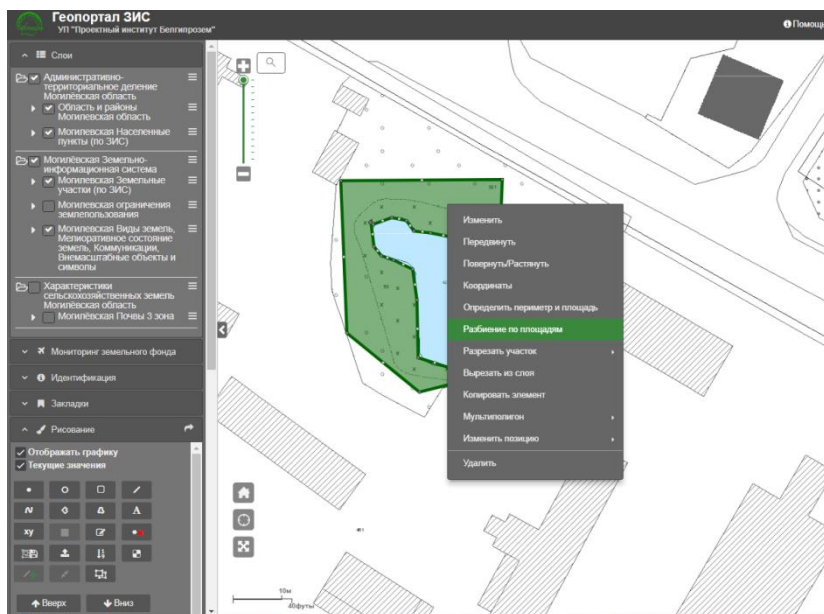 Геопортал ЗИС
УП "Проектный институт Белгипрозем"
Помощь
Слои
Административно-
территориальное деление
Могилёвская область
Область и районы
Могилевская область
Могилевская Населенные
пункты (по ЗИС)
Могилёвская Земельно-
информационная система
Могилевская Земельные
участки (по ЗИС)
Могилевская ограничения
землепользования
Могилевская Виды земель,
Мелиоративное состояние
земель, Коммуникации,
Внемасштабные объекты и
символы
Характеристики
сельскохозяйственных земель
Могилевская область
Могилёвская Почвы 3 зона
Мониторинг земельного фонда
Идентификация
Закладки
Рисование
Отображать графику
Текущие значения
A
xy
Вверх
Вниз
Изменить
Передвинуть
Повернуть/Растянуть
Координаты
Определить периметр и площадь
Разбиение по площадям
Разрезать участок
Вырезать из слоя
Копировать элемент
Мультиполигон
Изменить позицию
Удалить
10м
40футы